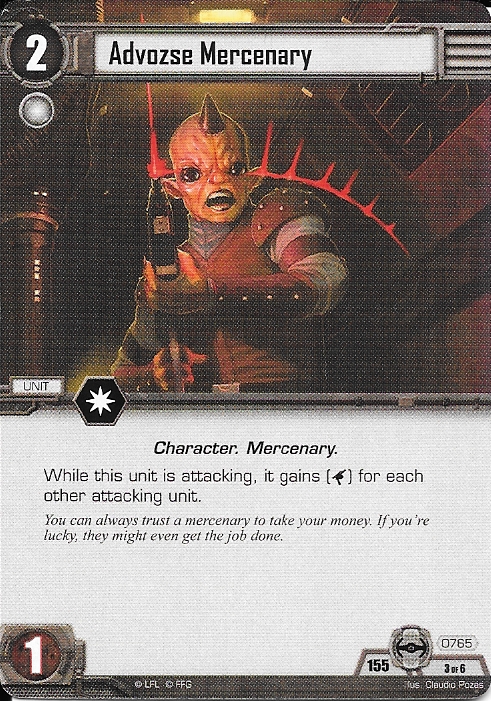 2
Advozse Mercenary
UNIT
Character. Mercenary.
While this unit is attacking, it gains ( ) for each
other attacking unit.
You can always trust a mercenary to take your money. If you're
lucky, they might even get the job done.
1
155
0765
3 OF 6
© LFL © FFG
Illus. Claudio Pozas